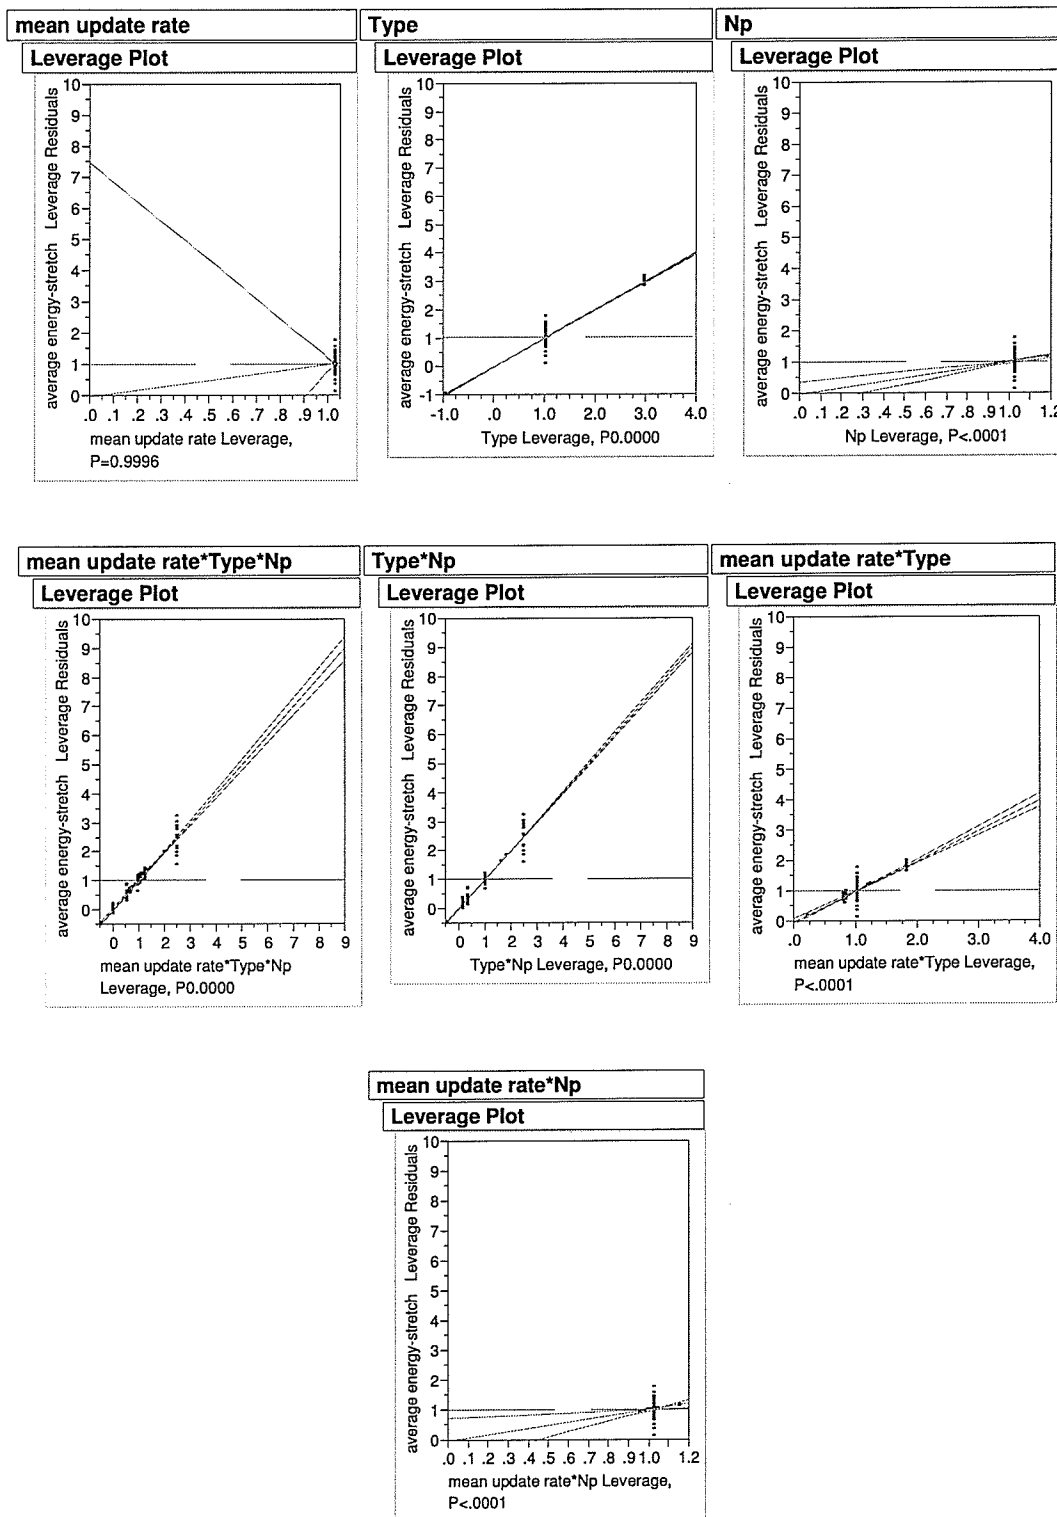 mean update rate
Leverage Plot
average energy-stretch Leverage Residuals
10
9
8
7
6
5
4
3
2
1
0
.0 .1 .2 .3 .4 .5 .6 .7 .8 .9 1.0
mean update rate Leverage,
P=0.9996
Type
Leverage Plot
average energy-stretch Leverage Residuals
10
9
8
7
6
5
4
3
2
1
0
-1
-1.0 .0 1.0 2.0 3.0 4.0
Type Leverage, P0.0000
Np
Leverage Plot
average energy-stretch Leverage Residuals
10
9
8
7
6
5
4
3
2
1
0
.0 .1 .2 .3 .4 .5 .6 .7 .8 .9 1.0 1.2
Np Leverage, P<.0001
mean update rate*Type*Np
Leverage Plot
average energy-stretch Leverage Residuals
10
9
8
7
6
5
4
3
2
1
0
0 1 2 3 4 5 6 7 8 9
mean update rate*Type*Np
Leverage, P0.0000
Type*Np
Leverage Plot
average energy-stretch Leverage Residuals
10
9
8
7
6
5
4
3
2
1
0
0 1 2 3 4 5 6 7 8 9
Type*Np Leverage, P0.0000
mean update rate*Type
Leverage Plot
average energy-stretch Leverage Residuals
10
9
8
7
6
5
4
3
2
1
0
.0 1.0 2.0 3.0 4.0
mean update rate*Type Leverage,
P<.0001
mean update rate*Np
Leverage Plot
average energy-stretch Leverage Residuals
10
9
8
7
6
5
4
3
2
1
0
.0 .1 .2 .3 .4 .5 .6 .7 .8 .9 1.0 1.2
mean update rate*Np Leverage,
P<.0001